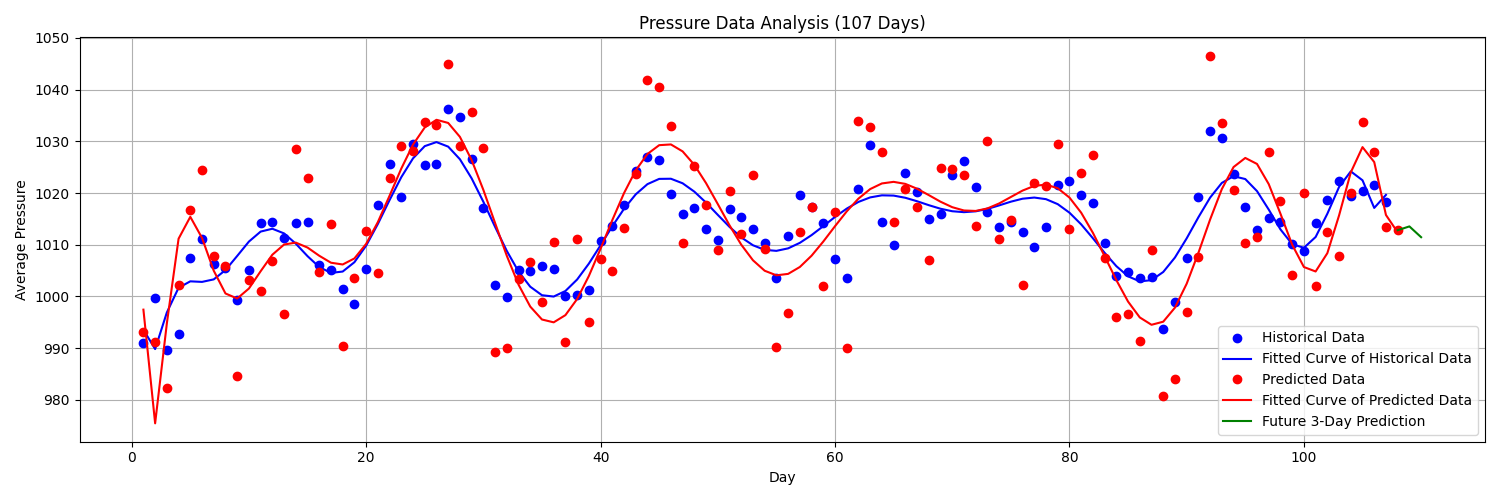 Pressure Data Analysis (107 Days)
Average Pressure
1050
1040
1030
1020
1010
1000
990
980
0 20 40 60 80 100
Day
Historical Data
Fitted Curve of Historical Data
Predicted Data
Fitted Curve of Predicted Data
Future 3-Day Prediction